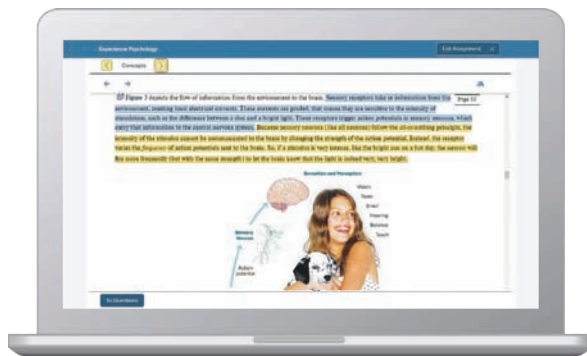 Experience Psychology
Exit Assignment
Concepts
Figure 3 depicts the flow of information from the environment to the brain. Sensory receptors take in information from the
Page 10
environment, creating local electrical currents. These currents are graded; that means they are sensitive to the intensity of
stimulation, such as the difference between a dim and a bright light. These receptors trigger action potentials in sensory neurons, which
carry that information to the central nervous system. Because sensory neurons (like all neurons) follow the all-or-nothing principle, the
intensity of the stimulus cannot be communicated to the brain by changing the strength of the action potential. Instead, the receptor
varies the frequency of action potentials sent to the brain. So, if a stimulus is very intense, like the bright sun on a hot day, the neuron will
fire more frequently (but with the same strength) to let the brain know that the light is indeed very, very bright.
Sensation and Perception
Vision
Taste
Smell
Hearing
Balance
Touch
Sensory
Neurons
Action
potential
To Questions